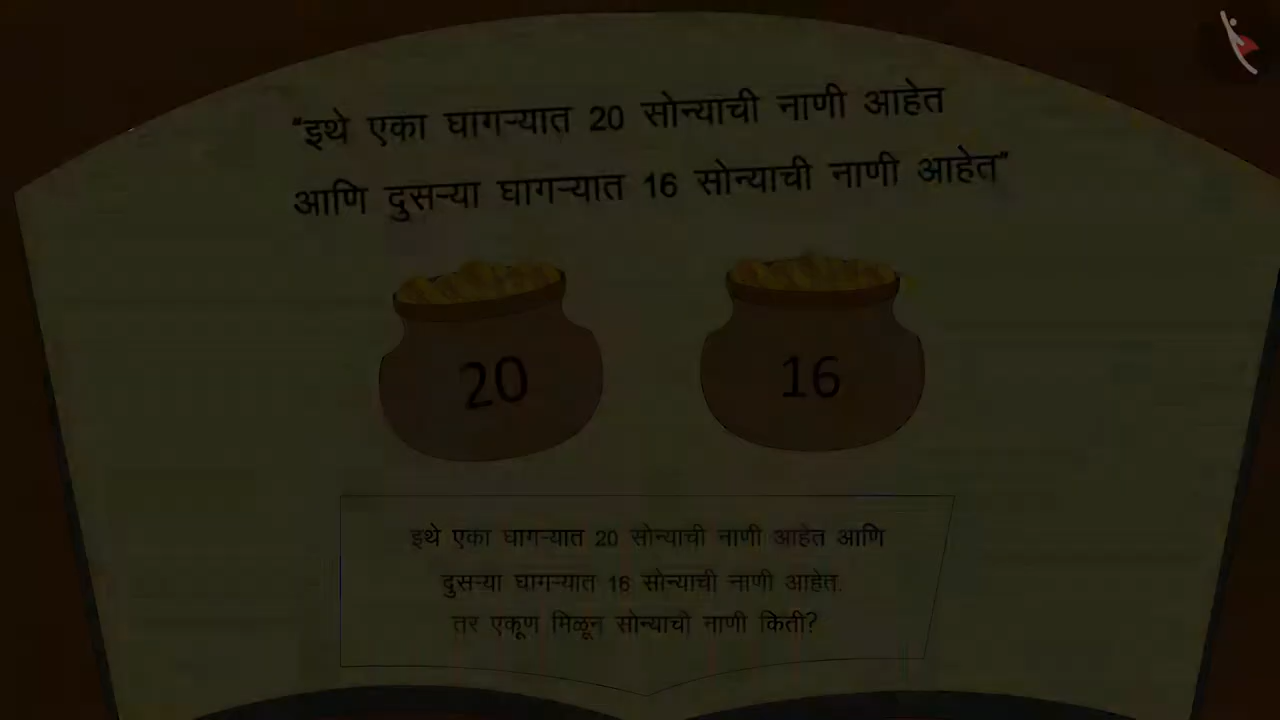 “इथे एका घागऱ्यात 20 सोन्याची नाणी आहेत
आणि दुसऱ्या घागऱ्यात 16 सोन्याची नाणी आहेत”
20
16
इथे एका घागऱ्यात 20 सोन्याची नाणी आहेत आणि
दुसऱ्या घागऱ्यात 16 सोन्याची नाणी आहेत.
तर एकूण मिळून सोन्याची नाणी किती?